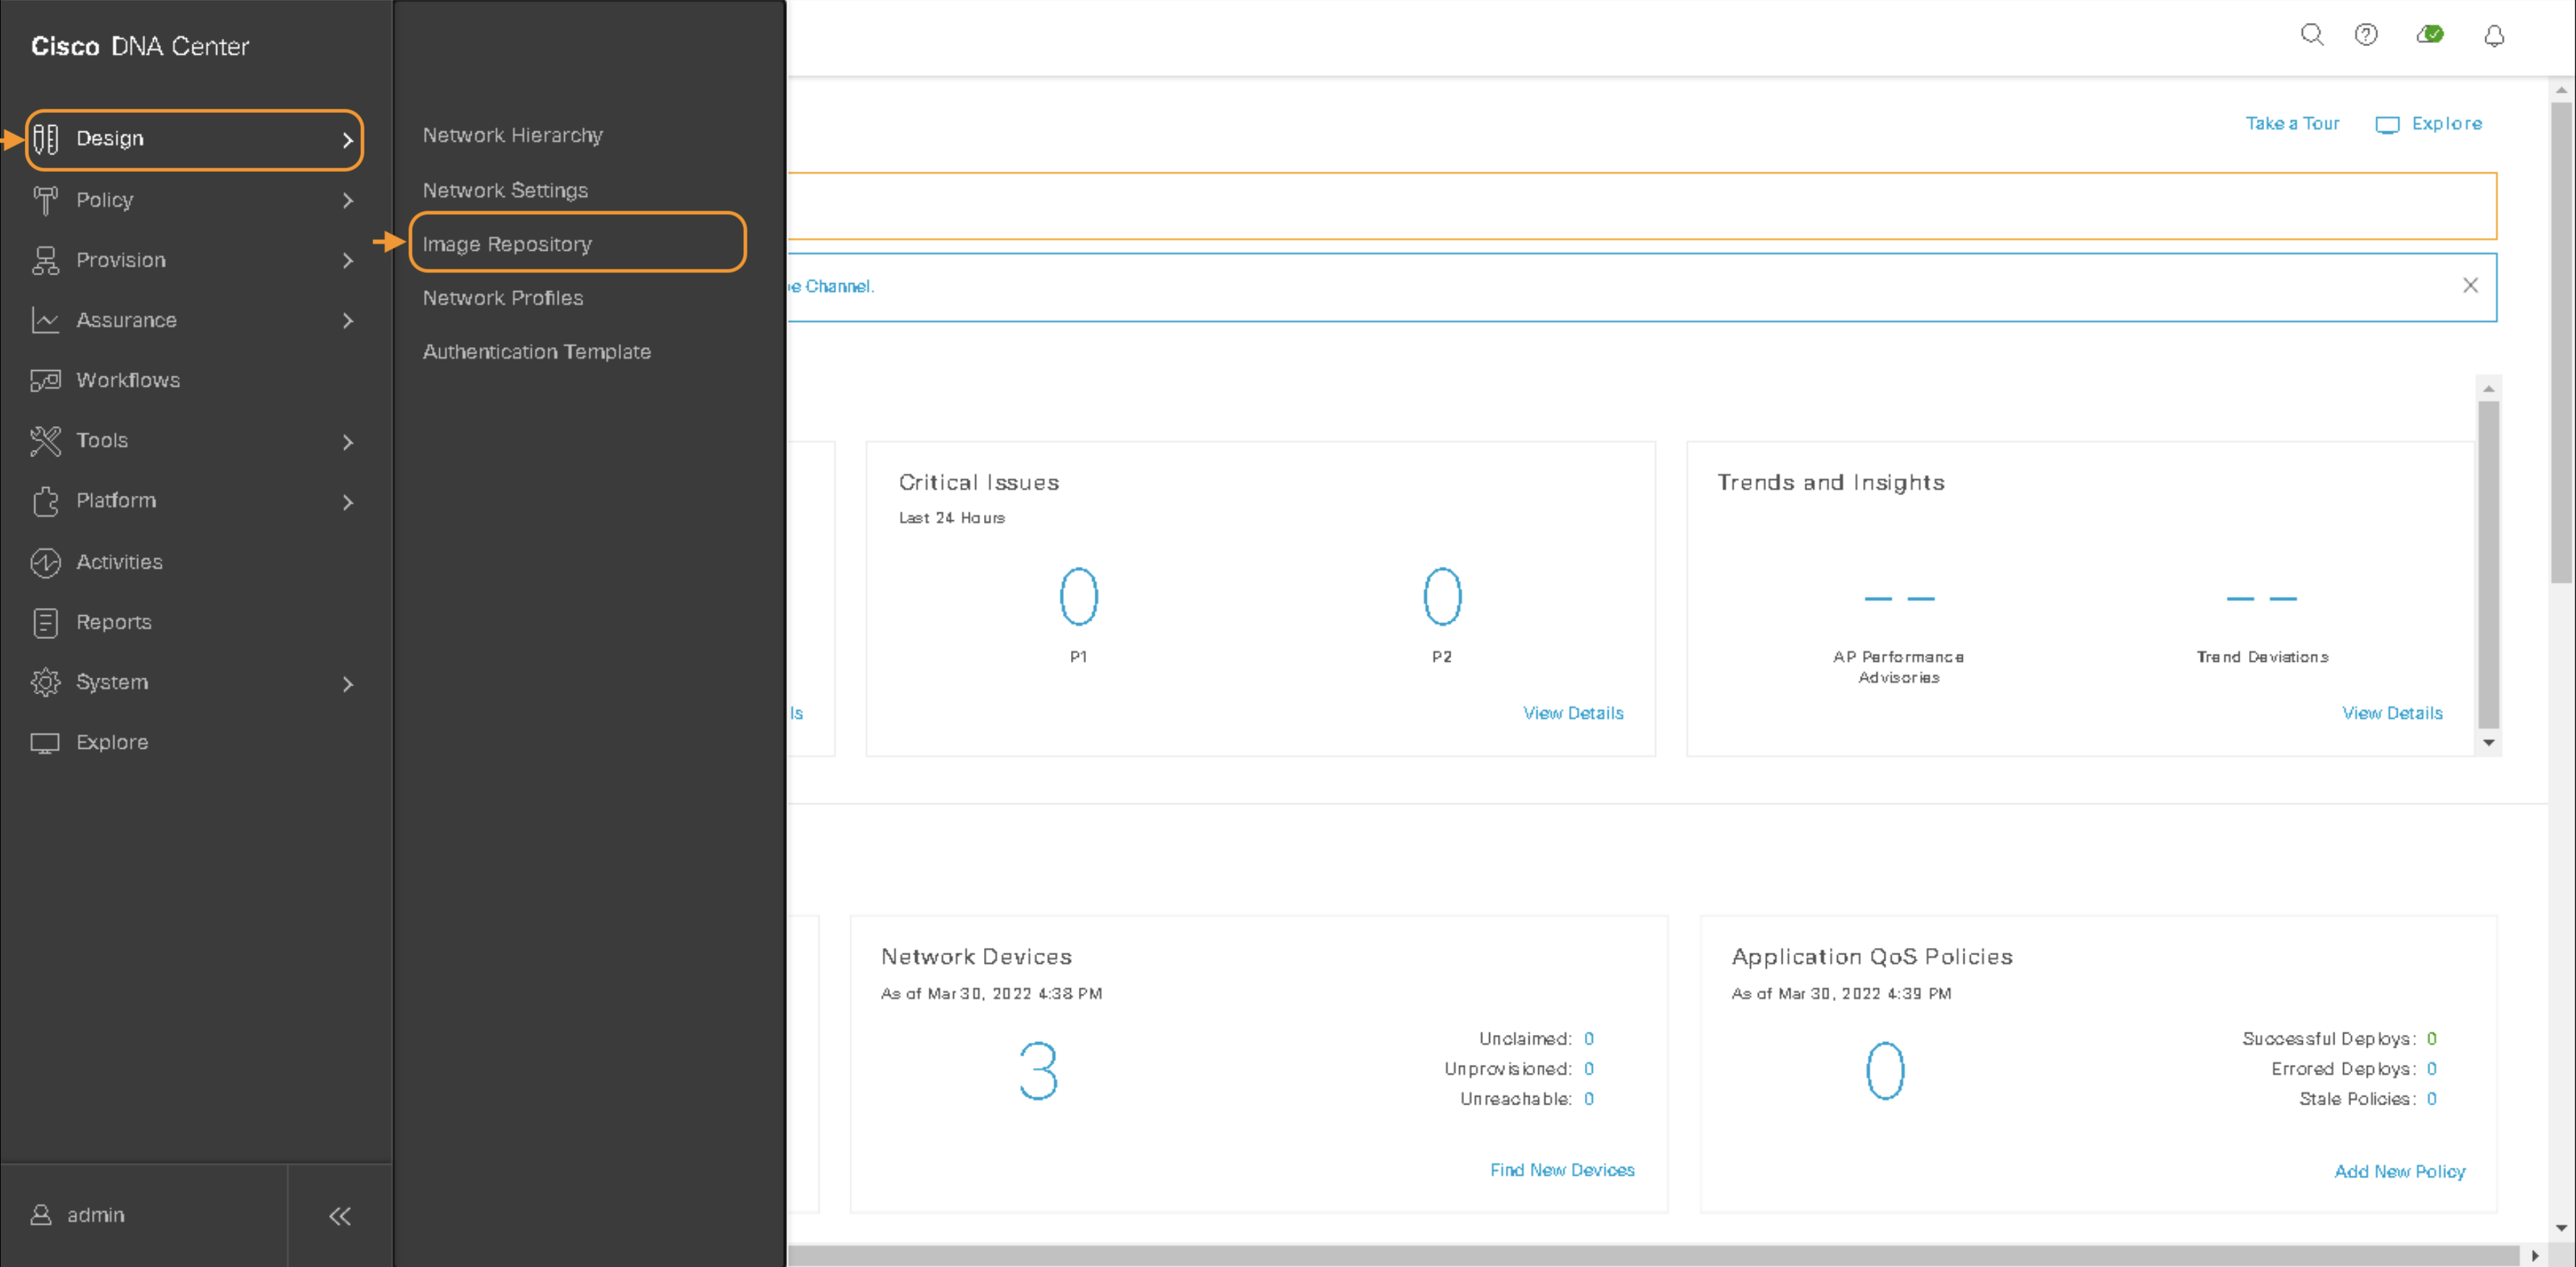 Cisco DNA Center
Design
Policy
Provision
Assurance
Workflows
Tools
Platform
Activities
Reports
System
Explore
admin
Network Hierarchy
Network Settings
Image Repository
Network Profiles
Authentication Template
Take a Tour
Explore
e Channel.
ls
Critical Issues
Last 24 Hours
0
P1
0
P2
View Details
Trends and Insights
– –
AP Performance
Advisories
– –
Trend Deviations
View Details
Network Devices
As of Mar 30, 2022 4:38 PM
3
Unclaimed: 0
Unprovisioned: 0
Unreachable: 0
Find New Devices
Application QoS Policies
As of Mar 30, 2022 4:39 PM
0
Successful Deploys: 0
Errored Deploys: 0
Stale Policies: 0
Add New Policy